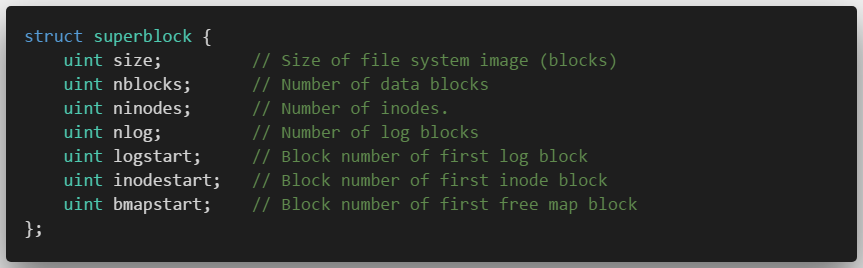 struct superblock {
    uint size;         // Size of file system image (blocks)
    uint nblocks;      // Number of data blocks
    uint ninodes;      // Number of inodes.
    uint nlog;         // Number of log blocks
    uint logstart;     // Block number of first log block
    uint inodestart;   // Block number of first inode block
    uint bmapstart;    // Block number of first free map block
};